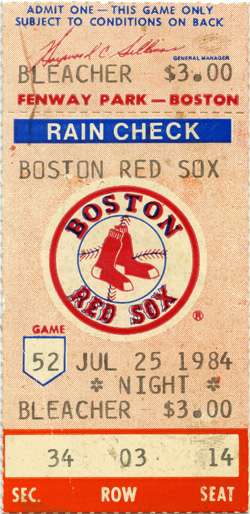 ADMIT ONE — THIS GAME ONLY
SUBJECT TO CONDITIONS ON BACK
Haywood C. Sullivan
GENERAL MANAGER
BLEACHER $3.00
FENWAY PARK — BOSTON
RAIN CHECK
BOSTON RED SOX
BOSTON
RED SOX
®
GAME
52 JUL 25 1984
* NIGHT *
BLEACHER $3.00
34 03 14
SEC. ROW SEAT